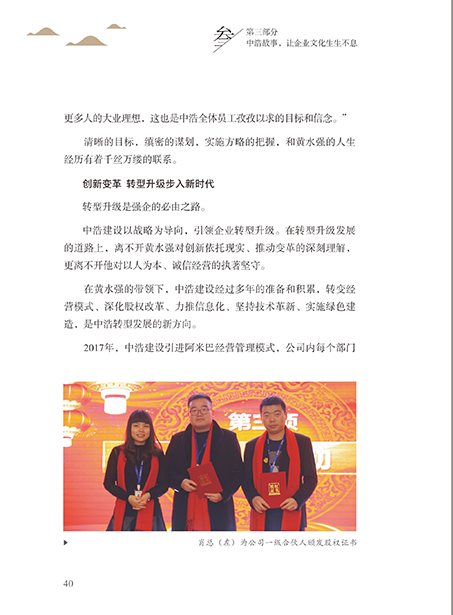 叁
第三部分
中浩故事,让企业文化生生不息
更多人的大业理想,这也是中浩全体员工孜孜以求的目标和信念。”
清晰的目标,缜密的谋划,实施方略的把握,和黄水强的人生
经历有着千丝万缕的联系。
创新变革 转型升级步入新时代
转型升级是强企的必由之路。
中浩建设以战略为导向,引领企业转型升级。在转型升级发展
的道路上,离不开黄水强对创新依托现实、推动变革的深刻理解,
更离不开他对以人为本、诚信经营的执著坚守。
在黄水强的带领下,中浩建设经过多年的准备和积累,转变经
营模式、深化股权改革、力推信息化、坚持技术革新、实施绿色建
造,是中浩转型发展的新方向。
2017年,中浩建设引进阿米巴经营管理模式,公司内每个部门
第三项
肖总(左)为公司一级合伙人颁发股权证书
40